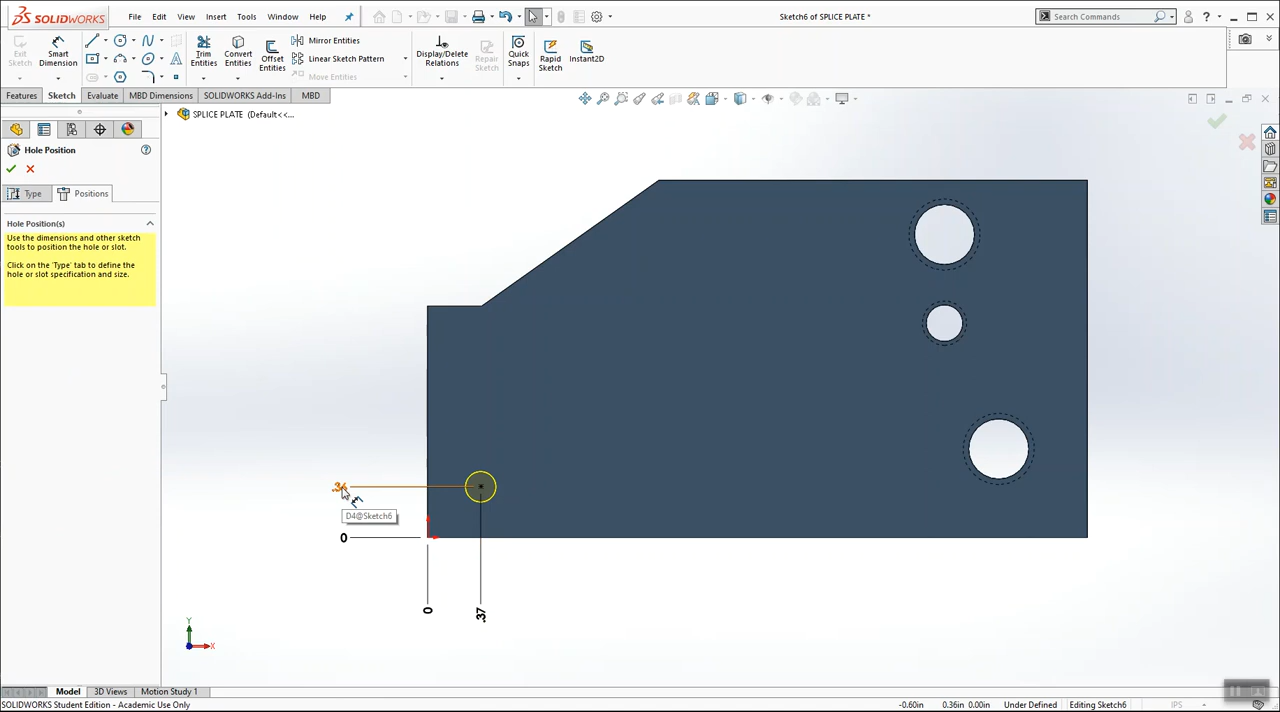 SOLIDWORKS
File Edit View Insert Tools Window Help
Sketch6 of SPLICE PLATE *
Search Commands
Exit Sketch
Smart Dimension
Trim Entities
Convert Entities
Offset Entities
Mirror Entities
Linear Sketch Pattern
Move Entities
Display/Delete Relations
Repair Sketch
Quick Snaps
Rapid Sketch
Instant2D
Features Sketch Evaluate MBD Dimensions SOLIDWORKS Add-Ins MBD
SPLICE PLATE (Default<<...
Hole Position
Type Positions
Hole Position(s)
Use the dimensions and other sketch
tools to position the hole or slot.
Click on the 'Type' tab to define the
hole or slot specification and size.
.36
D4@Sketch6
0
0
.37
Y
X
Model 3D Views Motion Study 1
SOLIDWORKS Student Edition - Academic Use Only
-0.60in 0.36in 0.00in Under Defined Editing Sketch6 IPS -